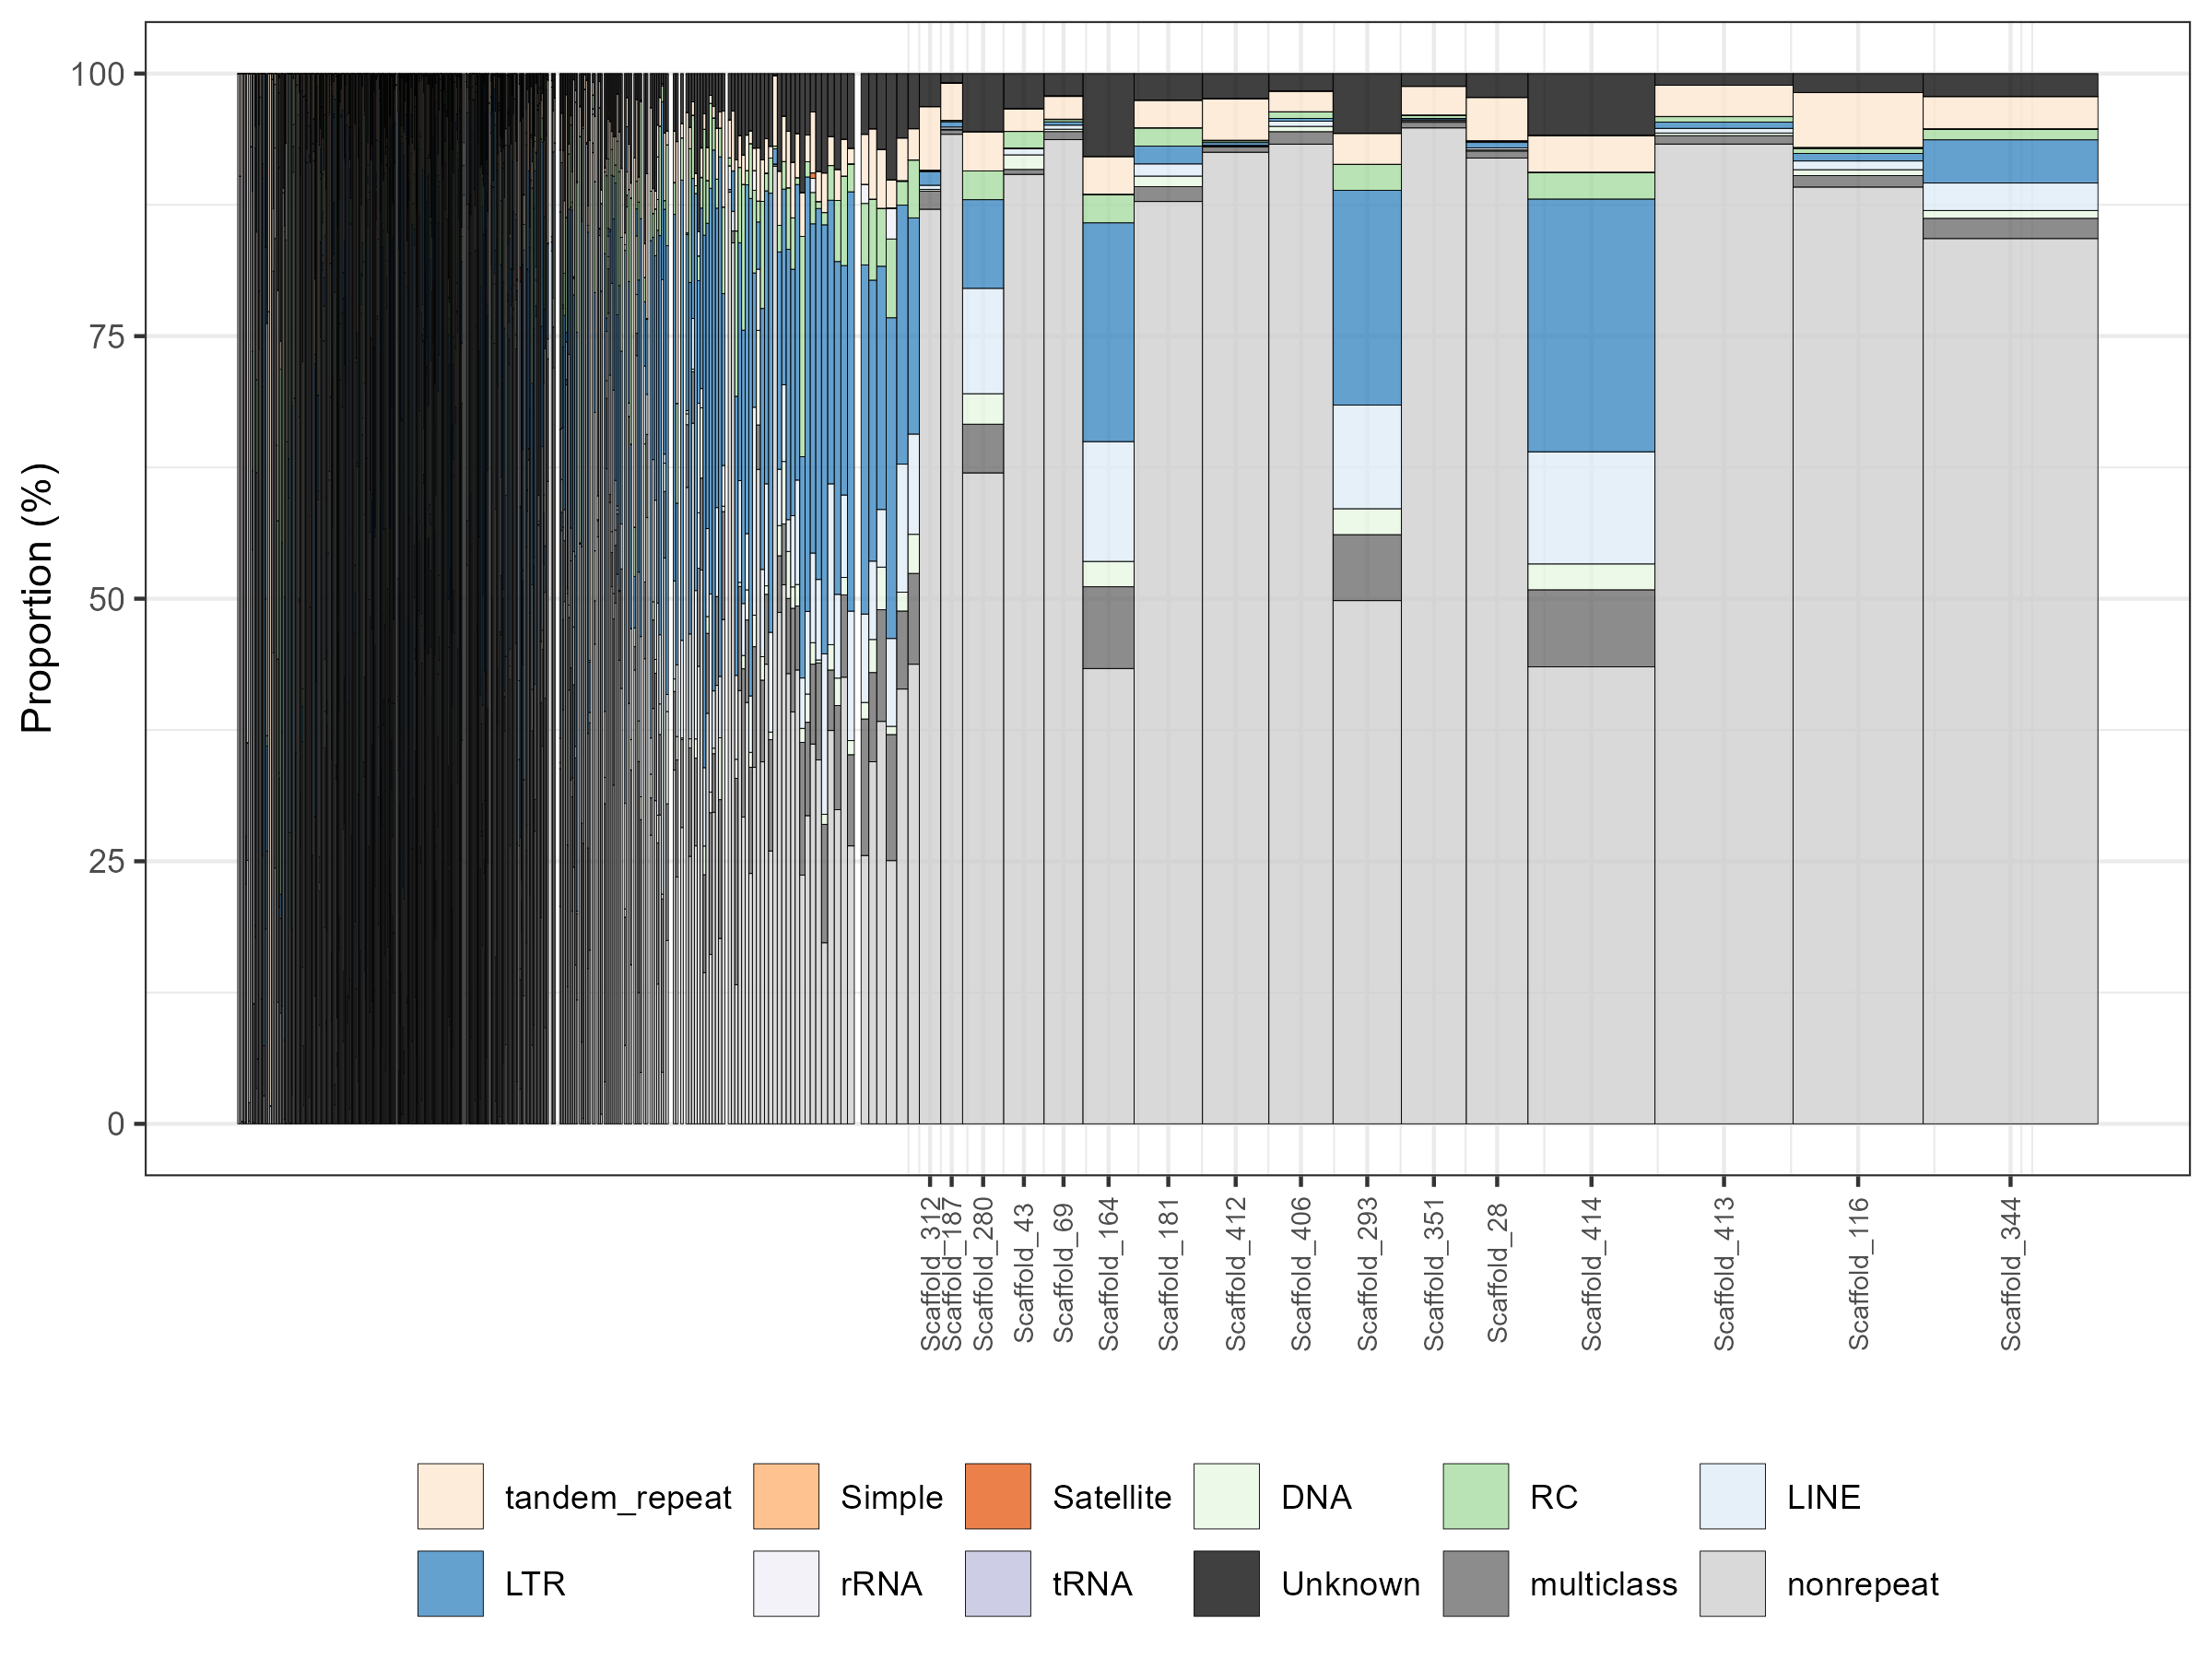 Proportion (%)
100
75
50
25
0
Scaffold_312
Scaffold_187
Scaffold_280
Scaffold_43
Scaffold_69
Scaffold_164
Scaffold_181
Scaffold_412
Scaffold_406
Scaffold_293
Scaffold_351
Scaffold_28
Scaffold_414
Scaffold_413
Scaffold_116
Scaffold_344
tandem_repeat Simple Satellite DNA RC LINE
LTR rRNA tRNA Unknown multiclass nonrepeat